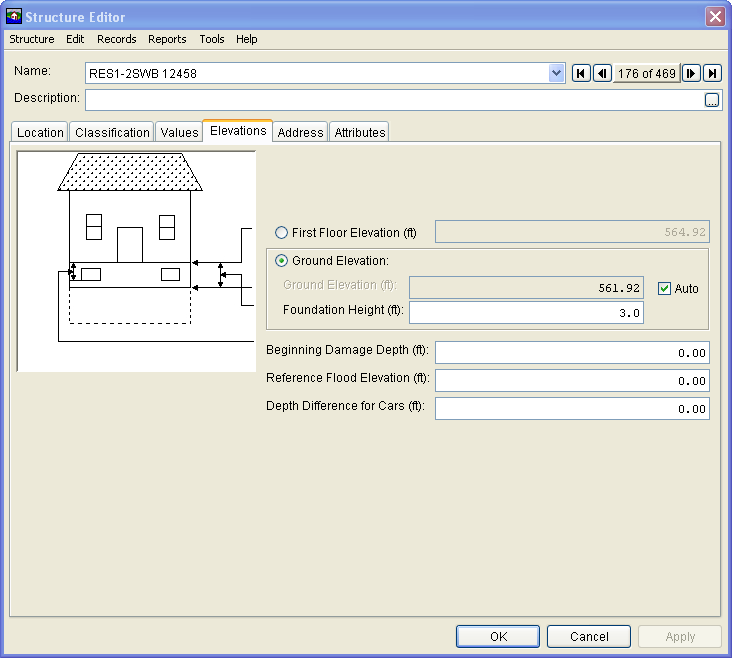 Structure Editor
Structure Edit Records Reports Tools Help
Name: RES1-2SWB 12458 176 of 469
Description: ...
Location Classification Values Elevations Address Attributes
First Floor Elevation (ft) 564.92
Ground Elevation:
Ground Elevation (ft): 561.92 Auto
Foundation Height (ft): 3.0
Beginning Damage Depth (ft): 0.00
Reference Flood Elevation (ft): 0.00
Depth Difference for Cars (ft): 0.00
OK Cancel Apply